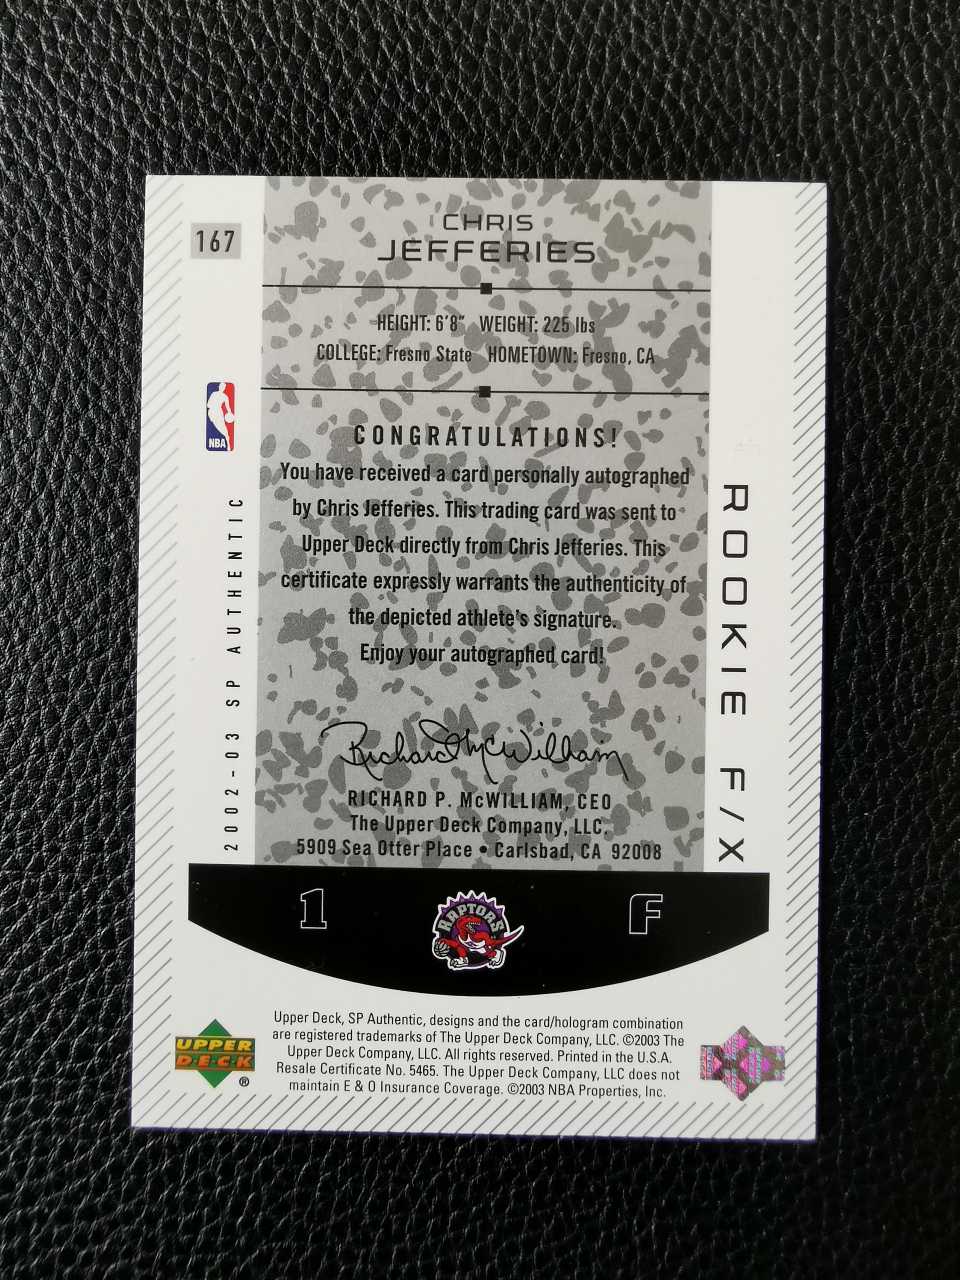 167
CHRIS
JEFFERIES
HEIGHT: 6'8" WEIGHT: 225 lbs
COLLEGE: Fresno State HOMETOWN: Fresno, CA
NBA
CONGRATULATIONS!
You have received a card personally autographed
by Chris Jefferies. This trading card was sent to
Upper Deck directly from Chris Jefferies. This
certificate expressly warrants the authenticity of
the depicted athlete's signature.
Enjoy your autographed card!
Richard McWilliam
RICHARD P. McWILLIAM, CEO
The Upper Deck Company, LLC.
5909 Sea Otter Place • Carlsbad, CA 92008
2002-03 SP AUTHENTIC
ROOKIE F/X
1
RAPTORS
F
UPPER
DECK
®
Upper Deck, SP Authentic, designs and the card/hologram combination
are registered trademarks of The Upper Deck Company, LLC. ©2003 The
Upper Deck Company, LLC. All rights reserved. Printed in the U.S.A.
Resale Certificate No. 5465. The Upper Deck Company, LLC does not
maintain E & O Insurance Coverage. ©2003 NBA Properties, Inc.